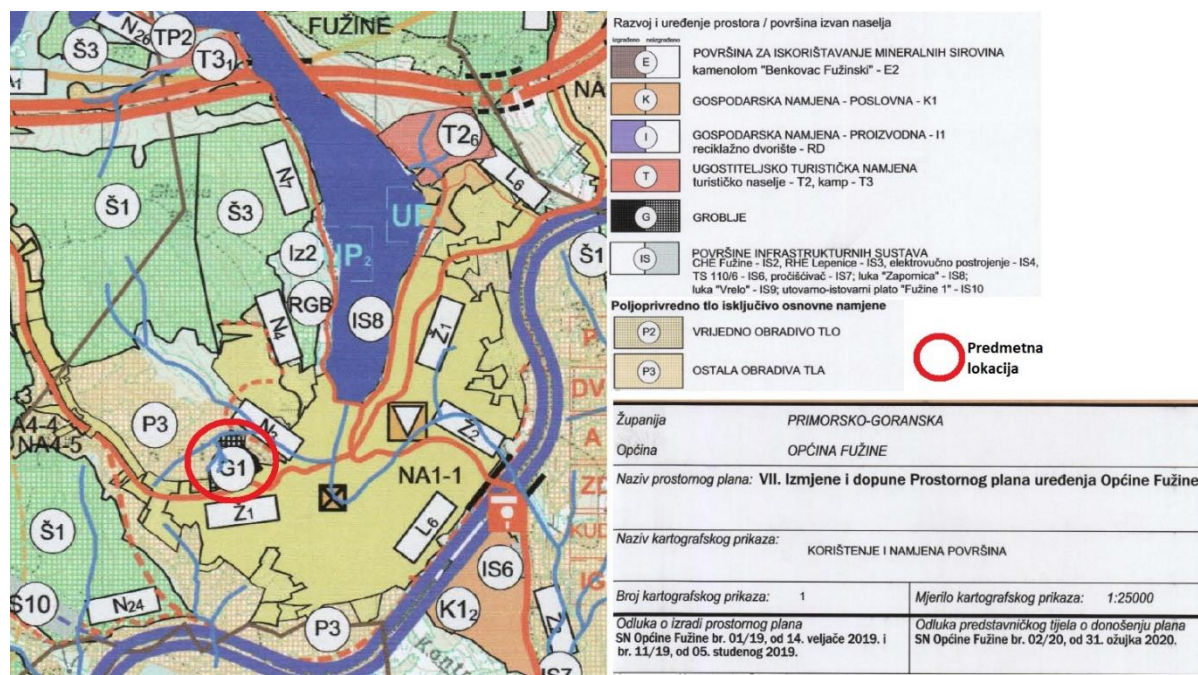 FUŽINE
N26
TP2
Š3
T3₁
A1
NA
T2₆
L6
Š1
Š3
N7
UP
UP₂
Š1
Iz2
RGB
IS8
N4
Ž1
P
DV
P3
-3
A4-4
NA4-5
N2
Ž2
A
G1
NA1-1
ZD
Ž1
L6
KUD
Š1
IS6
IG
S10
N24
K1₂
P3
IS7
Razvoj i uređenje prostora / površina izvan naselja
izgrađeno neizgrađeno
E
POVRŠINA ZA ISKORIŠTAVANJE MINERALNIH SIROVINA
kamenolom "Benkovac Fužinski" - E2
K
GOSPODARSKA NAMJENA - POSLOVNA - K1
I
GOSPODARSKA NAMJENA - PROIZVODNA - I1
reciklažno dvorište - RD
T
UGOSTITELJSKO TURISTIČKA NAMJENA
turističko naselje - T2, kamp - T3
G
GROBLJE
IS
POVRŠINE INFRASTRUKTURNIH SUSTAVA
CHE Fužine - IS2, RHE Lepenice - IS3, elektrovučno postrojenje - IS4,
TS 110/6 - IS6, pročišćivač - IS7; luka "Zapornica" - IS8;
luka "Vrelo" - IS9; utovarno-istovarni plato "Fužine 1" - IS10
Poljoprivredno tlo isključivo osnovne namjene
P2
VRIJEDNO OBRADIVO TLO
P3
OSTALA OBRADIVA TLA
Predmetna
lokacija
Županija PRIMORSKO-GORANSKA
Općina OPĆINA FUŽINE
Naziv prostornog plana: VII. Izmjene i dopune Prostornog plana uređenja Općine Fužine
Naziv kartografskog prikaza:
KORIŠTENJE I NAMJENA POVRŠINA
Broj kartografskog prikaza: 1
Mjerilo kartografskog prikaza: 1:25000
Odluka o izradi prostornog plana
SN Općine Fužine br. 01/19, od 14. veljače 2019. i
br. 11/19, od 05. studenog 2019.
Odluka predstavničkog tijela o donošenju plana
SN Općine Fužine br. 02/20, od 31. ožujka 2020.